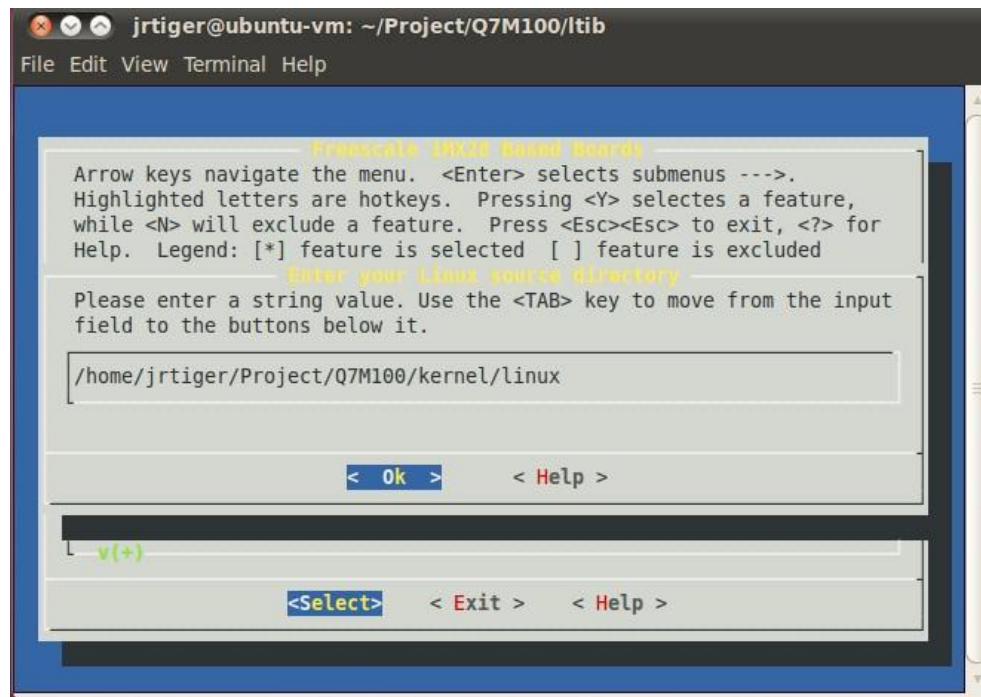 jrtiger@ubuntu-vm: ~/Project/Q7M100/ltib
File Edit View Terminal Help
Freescale iMX28 Based Boards
Arrow keys navigate the menu. <Enter> selects submenus --->.
Highlighted letters are hotkeys. Pressing <Y> selectes a feature,
while <N> will exclude a feature. Press <Esc><Esc> to exit, <?> for
Help. Legend: [*] feature is selected [ ] feature is excluded
Enter your Linux source directory
Please enter a string value. Use the <TAB> key to move from the input
field to the buttons below it.
/home/jrtiger/Project/Q7M100/kernel/linux
< Ok > < Help >
v(+)
<Select> < Exit > < Help >